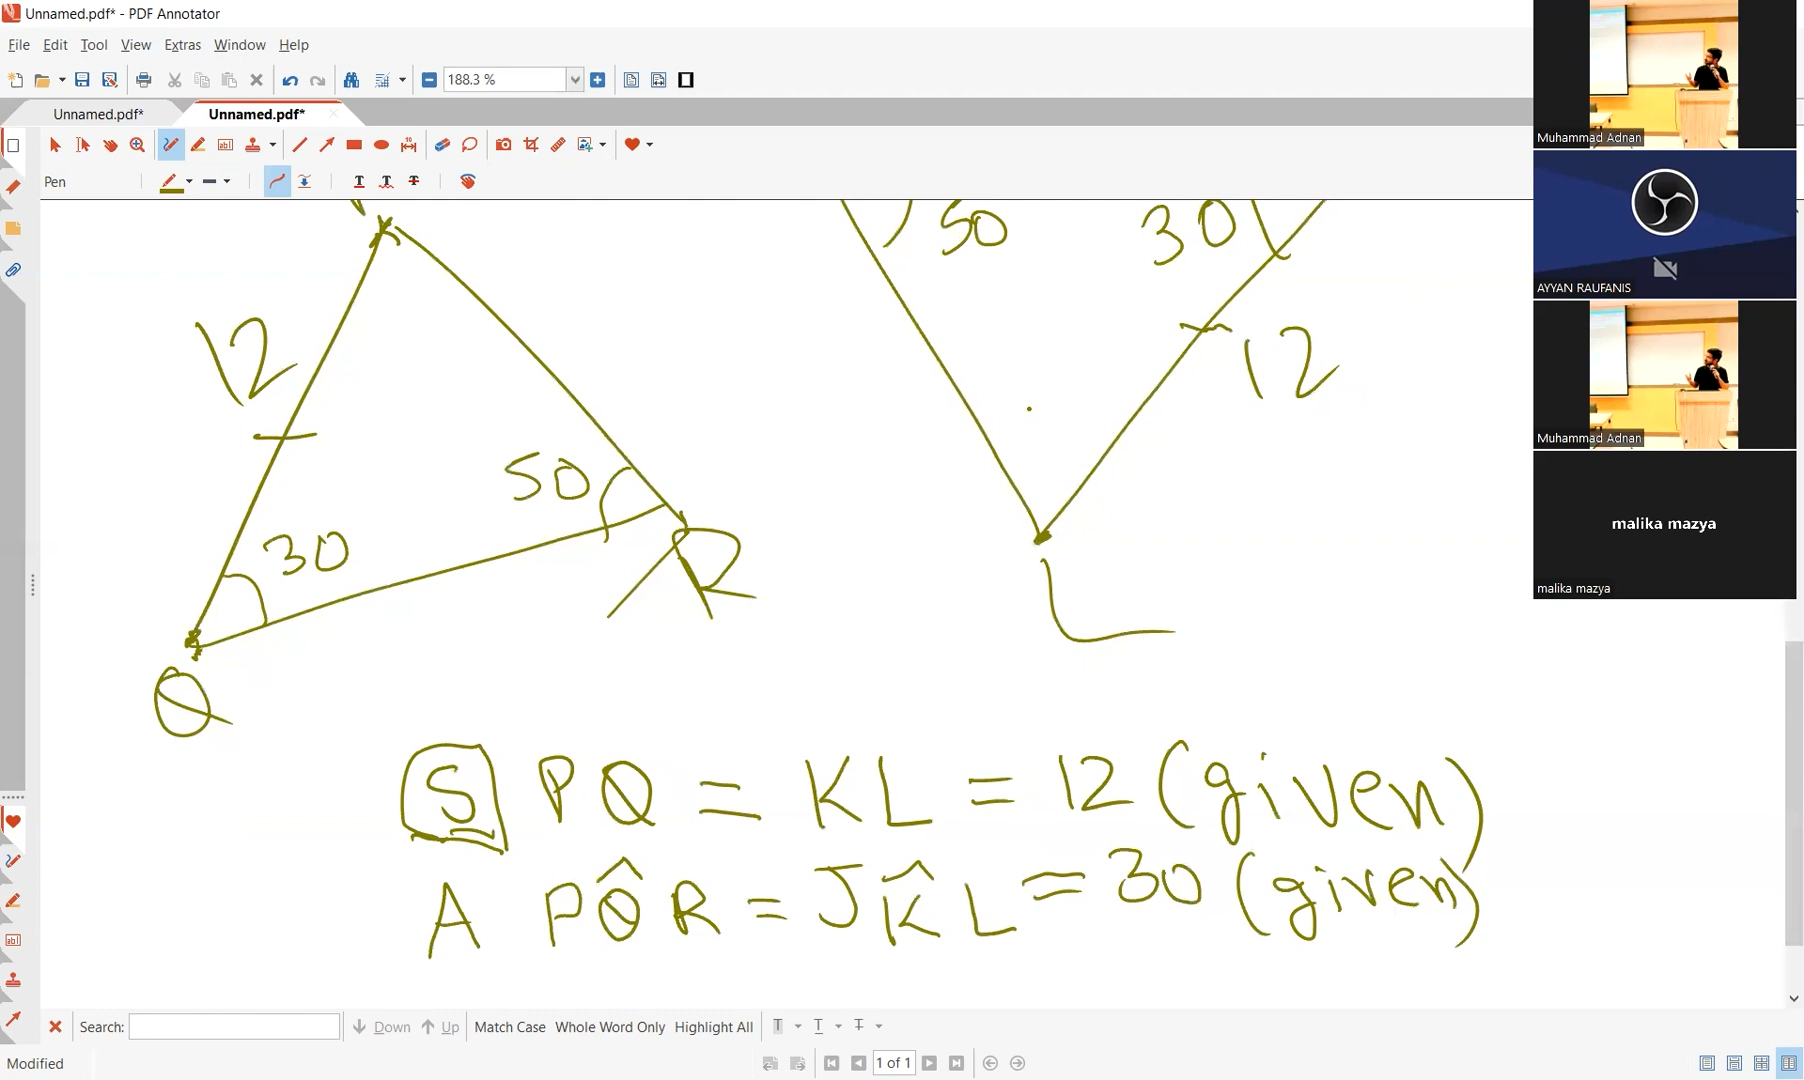 Unnamed.pdf* - PDF Annotator
File Edit Tool View Extras Window Help
188.3 %
Unnamed.pdf* Unnamed.pdf*
Pen
50 30
12 12
50
30
R
L
Q
S PQ = KL = 12 (given)
A PQ̂R = JK̂L = 30 (given)
Search: Down Up Match Case Whole Word Only Highlight All
Modified
1 of 1
Muhammad Adnan
AYYAN RAUFANIS
Muhammad Adnan
malika mazya
malika mazya